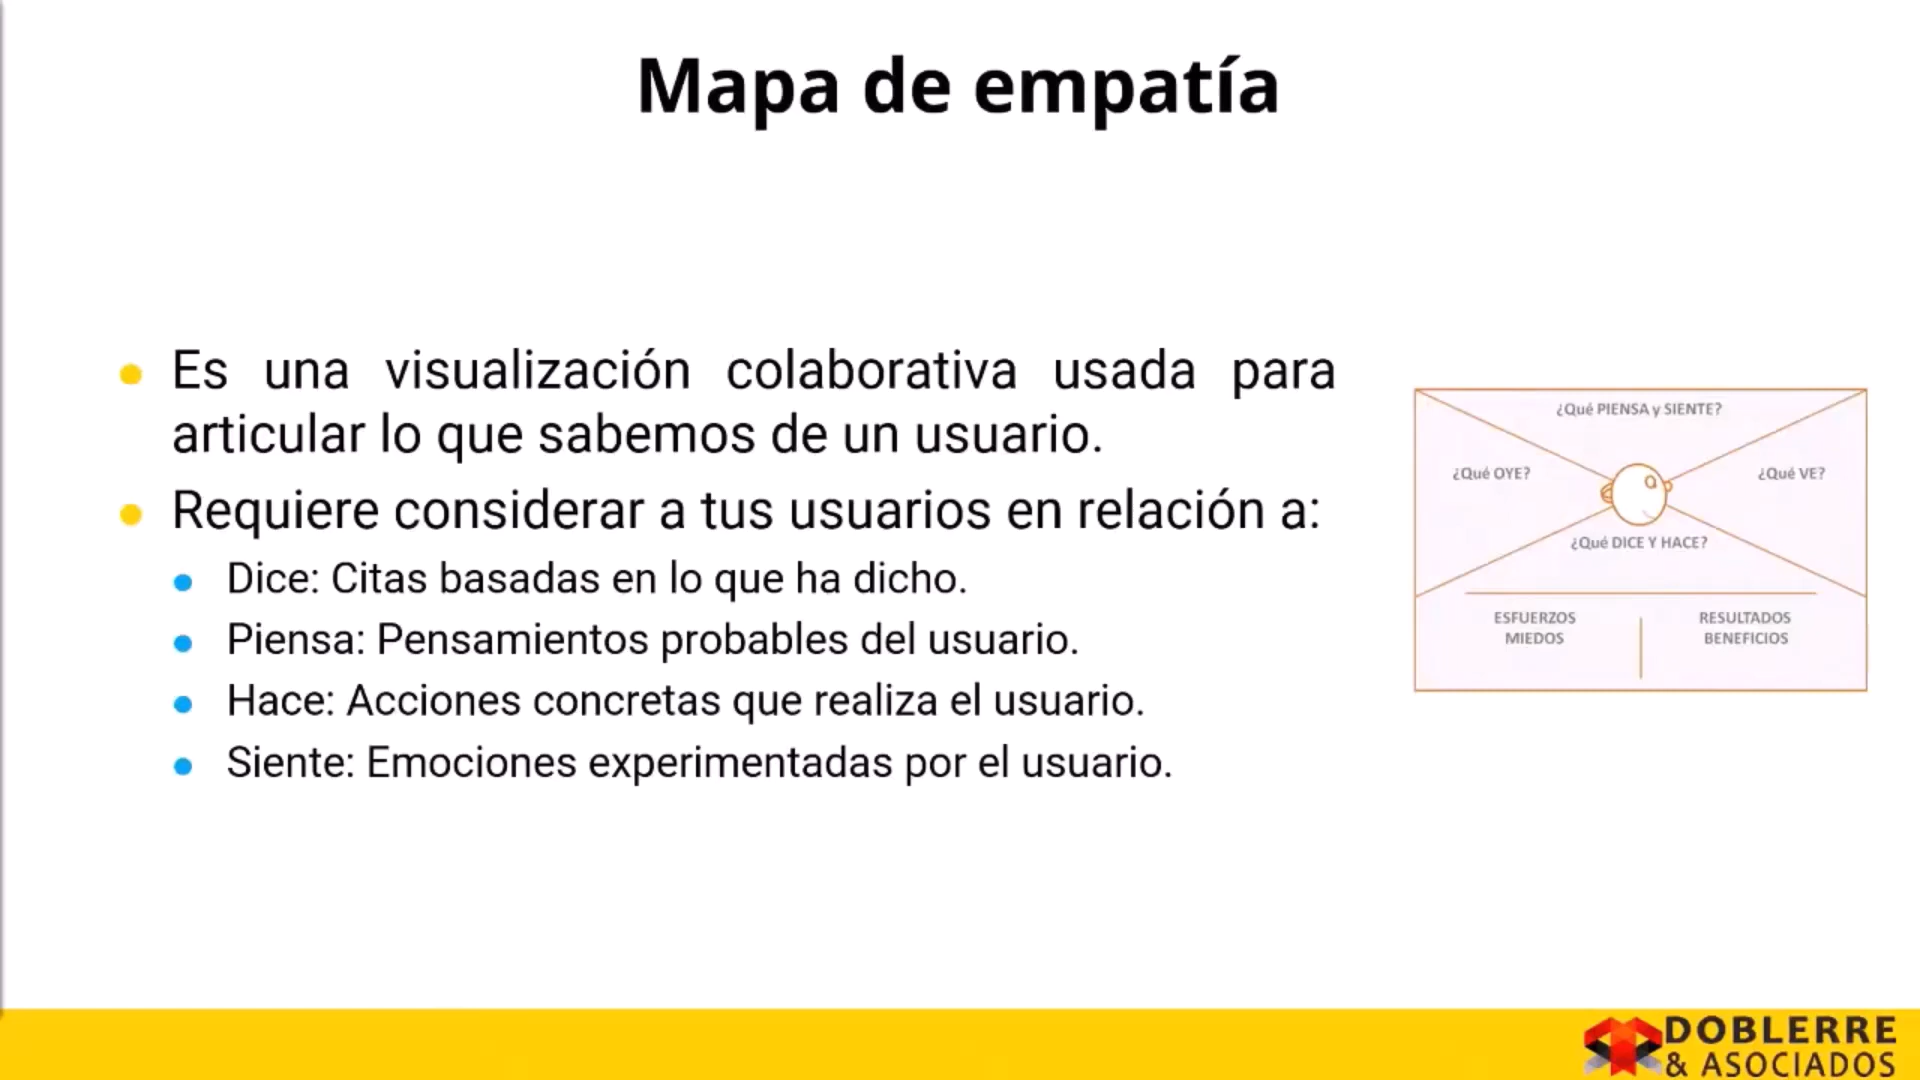 Mapa de empatía
Es una visualización colaborativa usada para
articular lo que sabemos de un usuario.
Requiere considerar a tus usuarios en relación a:
Dice: Citas basadas en lo que ha dicho.
Piensa: Pensamientos probables del usuario.
Hace: Acciones concretas que realiza el usuario.
Siente: Emociones experimentadas por el usuario.
¿Qué PIENSA y SIENTE?
¿Qué OYE?
¿Qué VE?
¿Qué DICE Y HACE?
ESFUERZOS
MIEDOS
RESULTADOS
BENEFICIOS
DOBLERRE
& ASOCIADOS